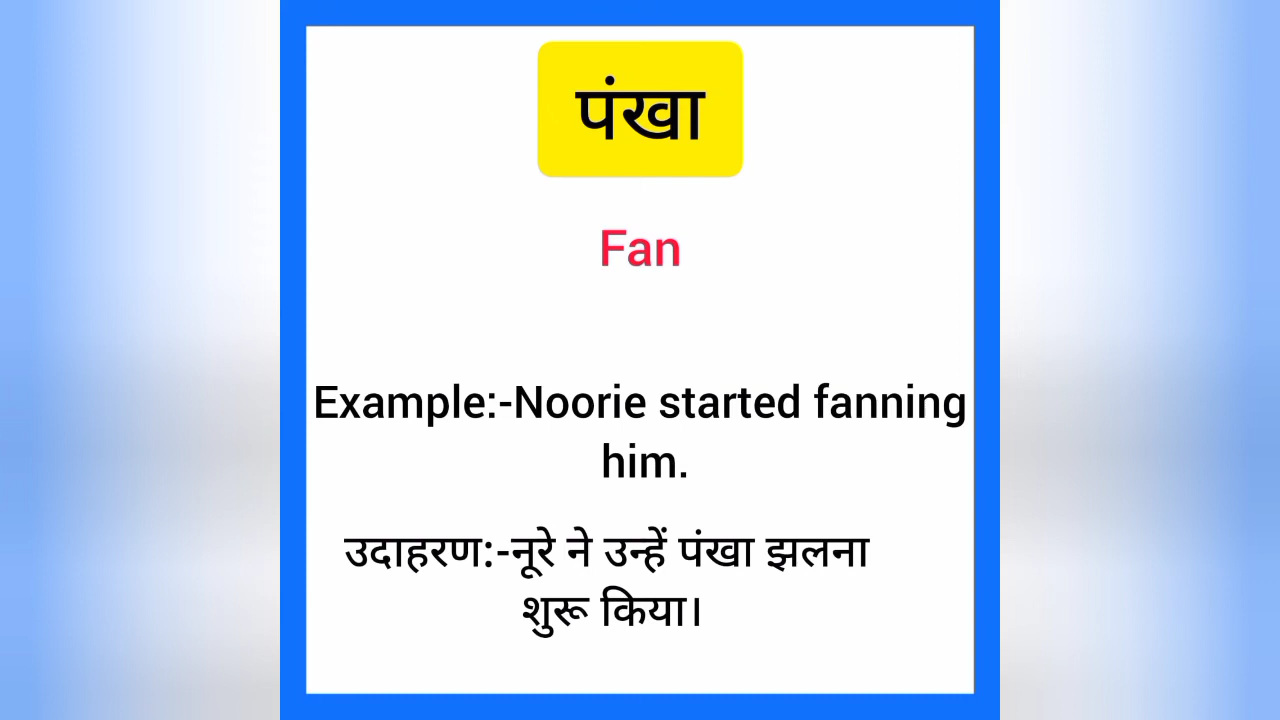 पंखा
Fan
Example:-Noorie started fanning
him.
उदाहरण:-नूरे ने उन्हें पंखा झलना
शुरू किया।